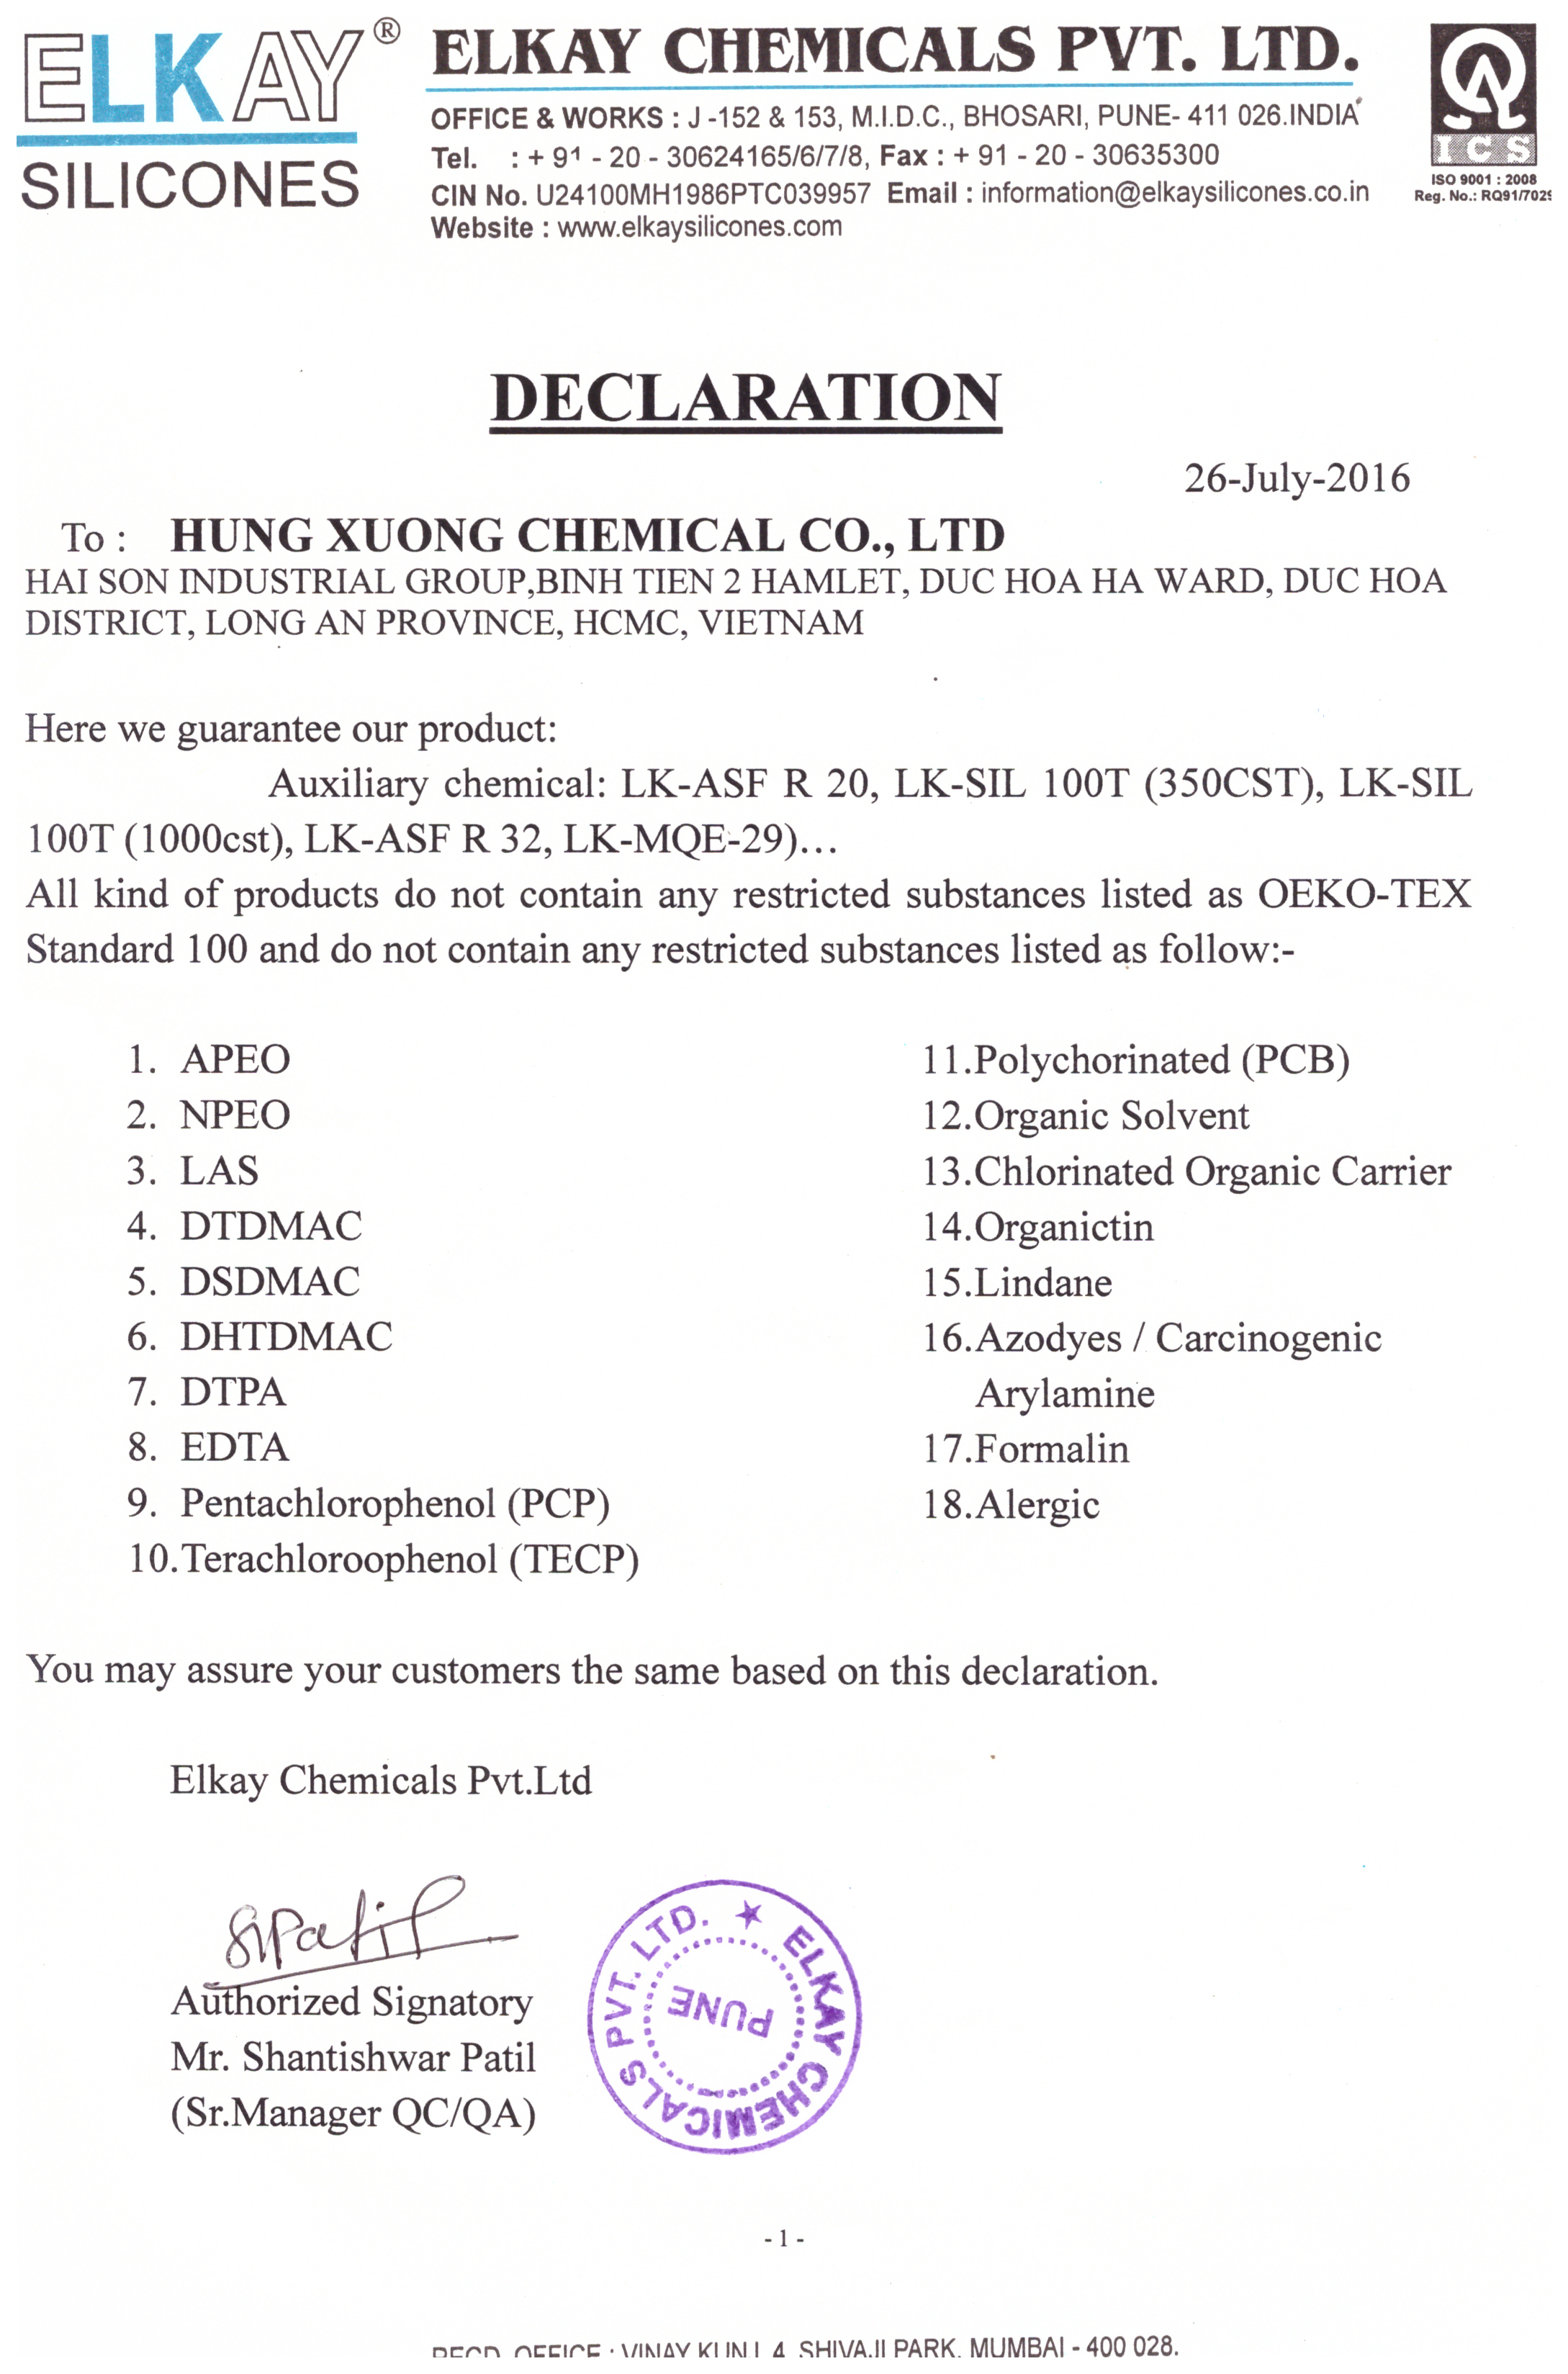 ELKAY®
SILICONES
ELKAY CHEMICALS PVT. LTD.
OFFICE & WORKS : J -152 & 153, M.I.D.C., BHOSARI, PUNE- 411 026.INDIA
Tel. : + 91 - 20 - 30624165/6/7/8, Fax : + 91 - 20 - 30635300
CIN No. U24100MH1986PTC039957 Email : information@elkaysilicones.co.in
Website : www.elkaysilicones.com
ICS
ISO 9001 : 2008
Reg. No.: RQ91/702
DECLARATION
26-July-2016
To : HUNG XUONG CHEMICAL CO., LTD
HAI SON INDUSTRIAL GROUP,BINH TIEN 2 HAMLET, DUC HOA HA WARD, DUC HOA
DISTRICT, LONG AN PROVINCE, HCMC, VIETNAM
Here we guarantee our product:
Auxiliary chemical: LK-ASF R 20, LK-SIL 100T (350CST), LK-SIL
100T (1000cst), LK-ASF R 32, LK-MQE-29)...
All kind of products do not contain any restricted substances listed as OEKO-TEX
Standard 100 and do not contain any restricted substances listed as follow:-
1. APEO
2. NPEO
3. LAS
4. DTDMAC
5. DSDMAC
6. DHTDMAC
7. DTPA
8. EDTA
9. Pentachlorophenol (PCP)
10.Terachloroophenol (TECP)
11.Polychorinated (PCB)
12.Organic Solvent
13.Chlorinated Organic Carrier
14.Organictin
15.Lindane
16.Azodyes / Carcinogenic
Arylamine
17.Formalin
18.Alergic
You may assure your customers the same based on this declaration.
Elkay Chemicals Pvt.Ltd
SPatil
Authorized Signatory
Mr. Shantishwar Patil
(Sr.Manager QC/QA)
★ ELKAY CHEMICALS PVT. LTD.
PUNE
- 1 -
REGD. OFFICE : VINAY KUNJ, 4, SHIVAJI PARK, MUMBAI - 400 028.